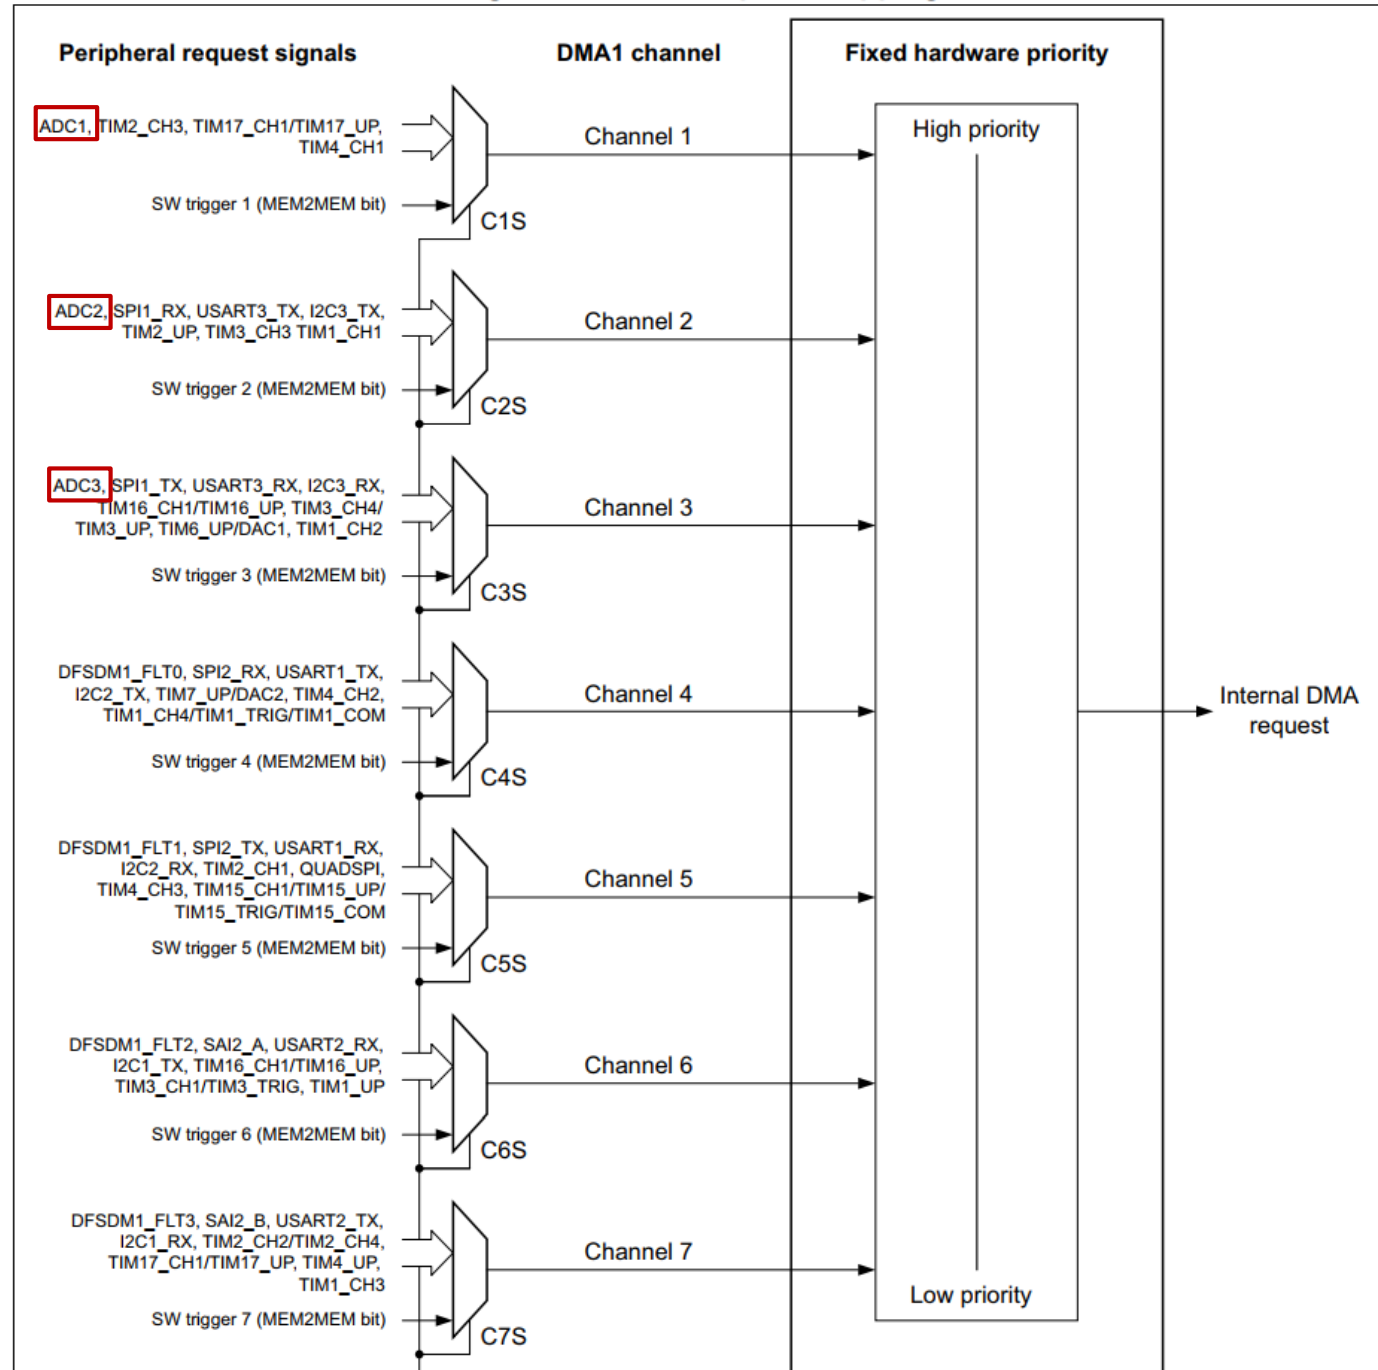 Peripheral request signals
DMA1 channel
Fixed hardware priority
ADC1, TIM2_CH3, TIM17_CH1/TIM17_UP,
TIM4_CH1
Channel 1
High priority
SW trigger 1 (MEM2MEM bit)
C1S
ADC2, SPI1_RX, USART3_TX, I2C3_TX,
TIM2_UP, TIM3_CH3 TIM1_CH1
Channel 2
SW trigger 2 (MEM2MEM bit)
C2S
ADC3, SPI1_TX, USART3_RX, I2C3_RX,
TIM16_CH1/TIM16_UP, TIM3_CH4/
TIM3_UP, TIM6_UP/DAC1, TIM1_CH2
Channel 3
SW trigger 3 (MEM2MEM bit)
C3S
DFSDM1_FLT0, SPI2_RX, USART1_TX,
I2C2_TX, TIM7_UP/DAC2, TIM4_CH2,
TIM1_CH4/TIM1_TRIG/TIM1_COM
Channel 4
Internal DMA
request
SW trigger 4 (MEM2MEM bit)
C4S
DFSDM1_FLT1, SPI2_TX, USART1_RX,
I2C2_RX, TIM2_CH1, QUADSPI,
TIM4_CH3, TIM15_CH1/TIM15_UP/
TIM15_TRIG/TIM15_COM
Channel 5
SW trigger 5 (MEM2MEM bit)
C5S
DFSDM1_FLT2, SAI2_A, USART2_RX,
I2C1_TX, TIM16_CH1/TIM16_UP,
TIM3_CH1/TIM3_TRIG, TIM1_UP
Channel 6
SW trigger 6 (MEM2MEM bit)
C6S
DFSDM1_FLT3, SAI2_B, USART2_TX,
I2C1_RX, TIM2_CH2/TIM2_CH4,
TIM17_CH1/TIM17_UP, TIM4_UP,
TIM1_CH3
Channel 7
Low priority
SW trigger 7 (MEM2MEM bit)
C7S